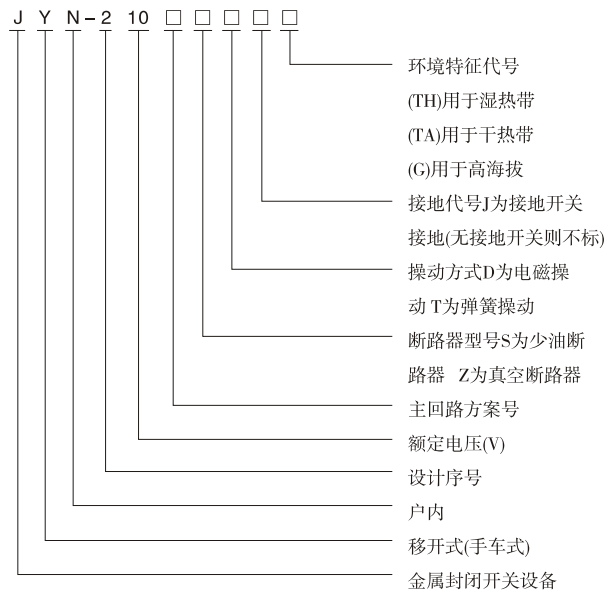 J Y N-2 10 □ □ □ □ □
环境特征代号
(TH)用于湿热带
(TA)用于干热带
(G)用于高海拔
接地代号J为接地开关
接地(无接地开关则不标)
操动方式D为电磁操
动 T为弹簧操动
断路器型号S为少油断
路器 Z为真空断路器
主回路方案号
额定电压(V)
设计序号
户内
移开式(手车式)
金属封闭开关设备